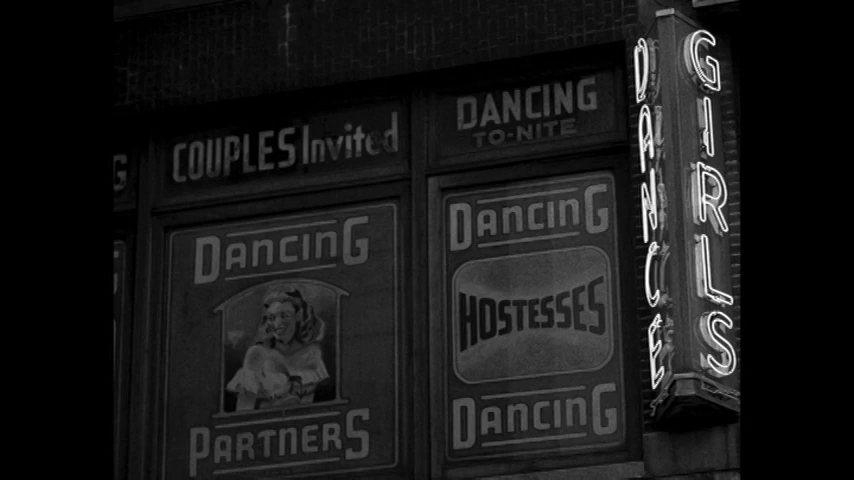 COUPLES Invited
DANCING
TO-NITE
DANCING
PARTNERS
DANCING
HOSTESSES
DANCING
DANCE
GIRLS
G